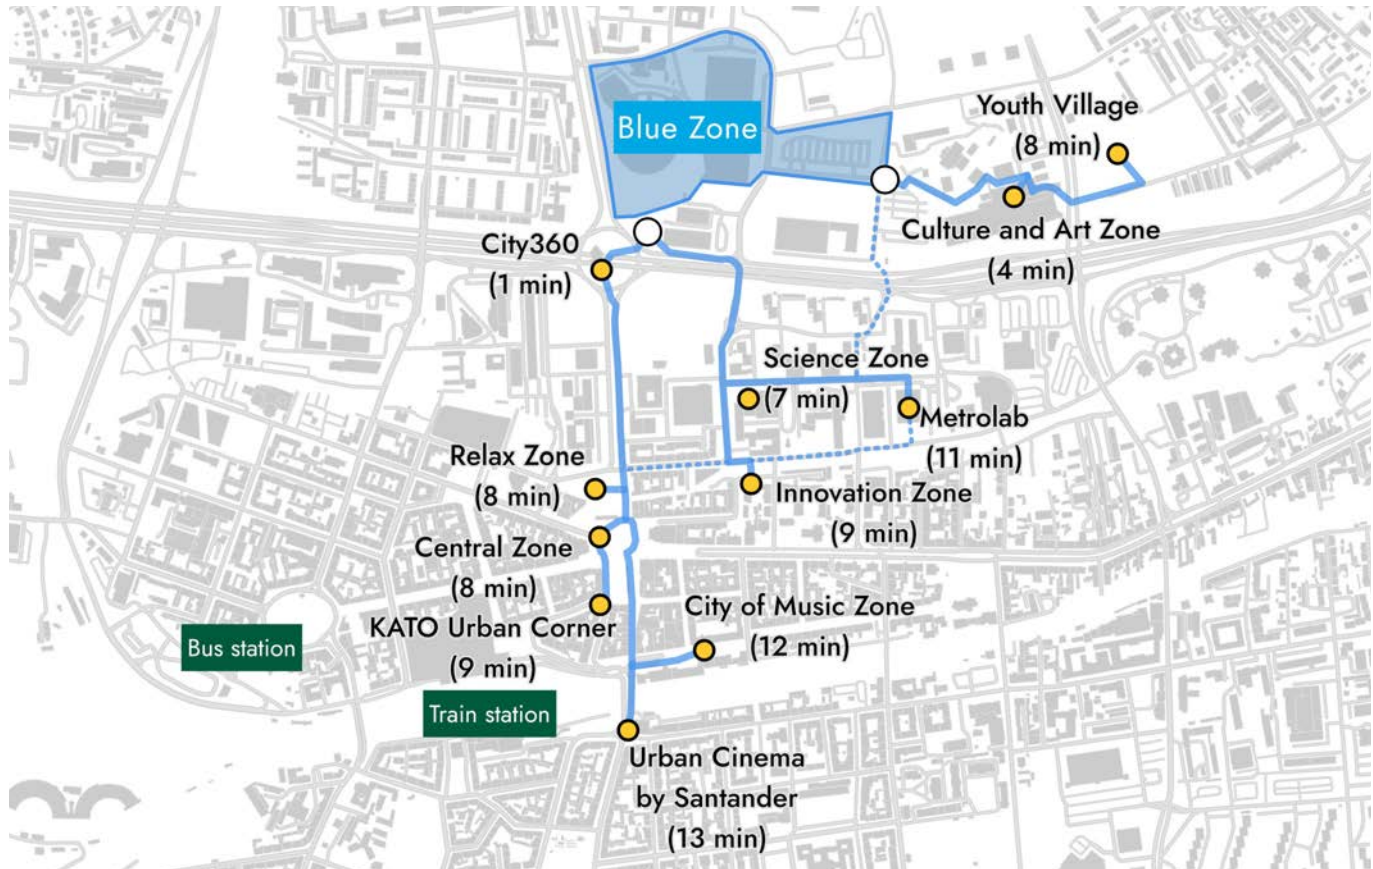 Youth Village
(8 min)
Blue Zone
Culture and Art Zone
(4 min)
City360
(1 min)
Science Zone
(7 min)
Metrolab
(11 min)
Relax Zone
(8 min)
Innovation Zone
(9 min)
Central Zone
(8 min)
KATO Urban Corner
(9 min)
City of Music Zone
(12 min)
Bus station
Train station
Urban Cinema
by Santander
(13 min)